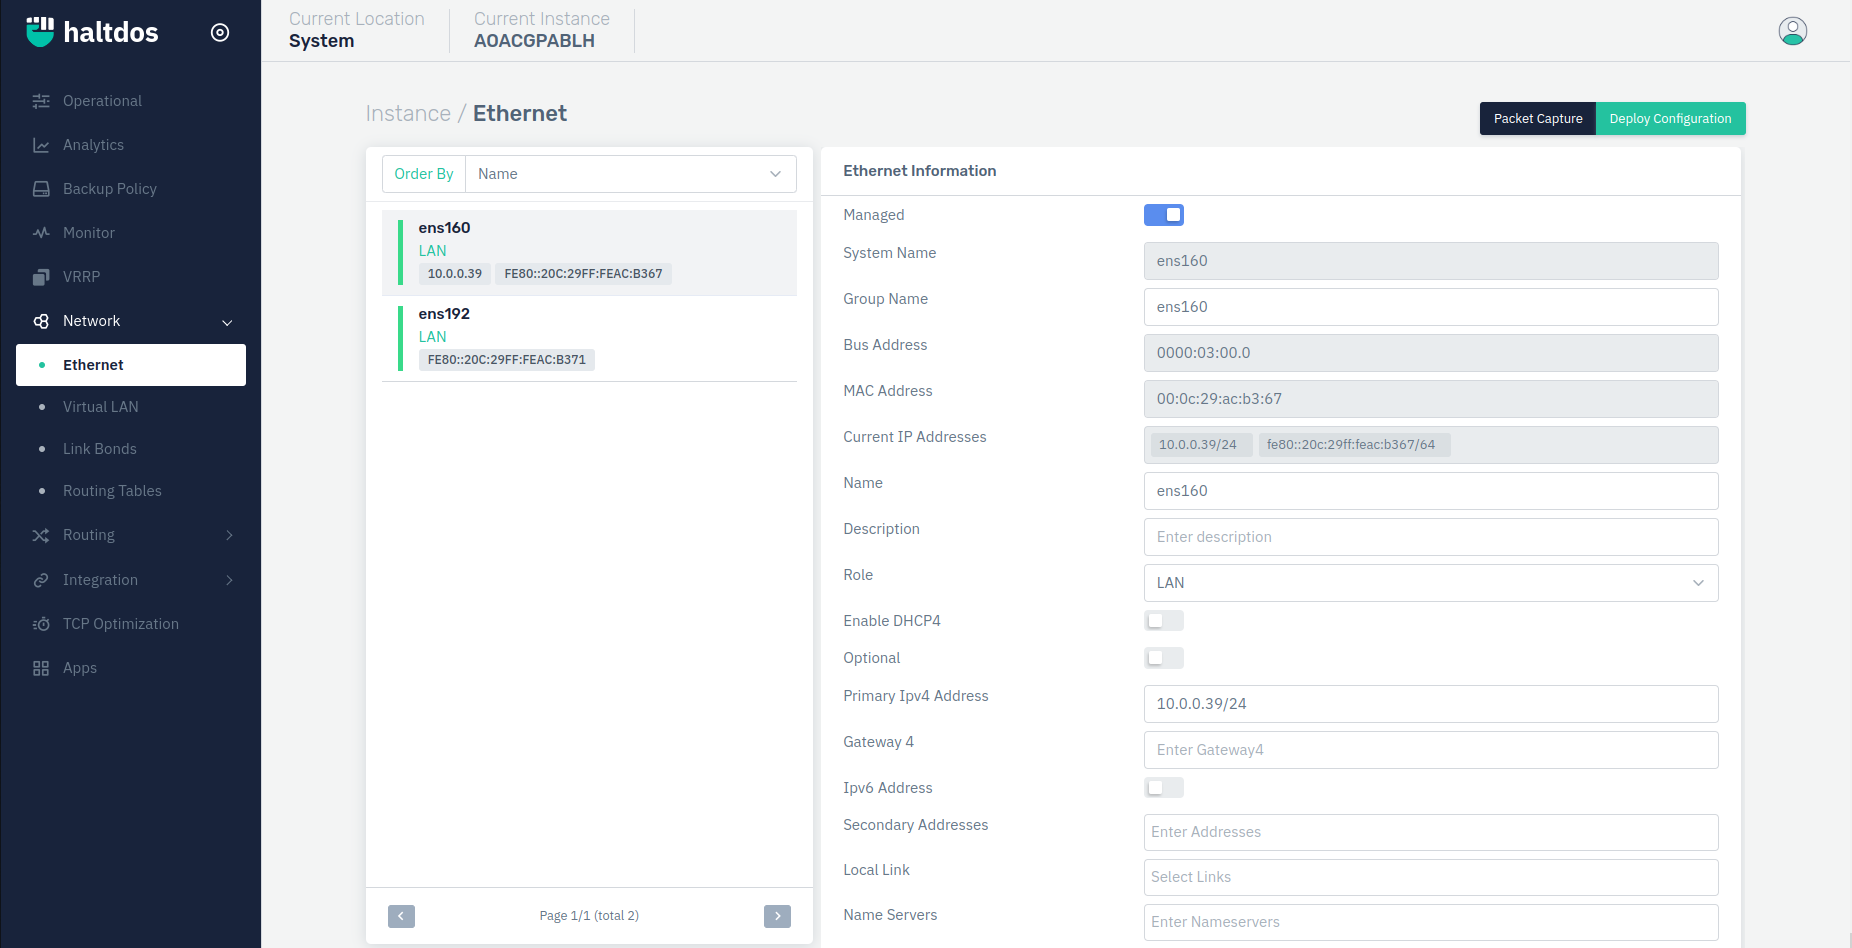 haltdos
Current Location
System
Current Instance
AOACGPABLH
Operational
Analytics
Backup Policy
Monitor
VRRP
Network
Ethernet
Virtual LAN
Link Bonds
Routing Tables
Routing
Integration
TCP Optimization
Apps
Instance / Ethernet
Packet Capture
Deploy Configuration
Order By Name
ens160
LAN
10.0.0.39 FE80::20C:29FF:FEAC:B367
ens192
LAN
FE80::20C:29FF:FEAC:B371
Page 1/1 (total 2)
Ethernet Information
Managed
System Name ens160
Group Name ens160
Bus Address 0000:03:00.0
MAC Address 00:0c:29:ac:b3:67
Current IP Addresses 10.0.0.39/24 fe80::20c:29ff:feac:b367/64
Name ens160
Description Enter description
Role LAN
Enable DHCP4
Optional
Primary Ipv4 Address 10.0.0.39/24
Gateway 4 Enter Gateway4
Ipv6 Address
Secondary Addresses Enter Addresses
Local Link Select Links
Name Servers Enter Nameservers